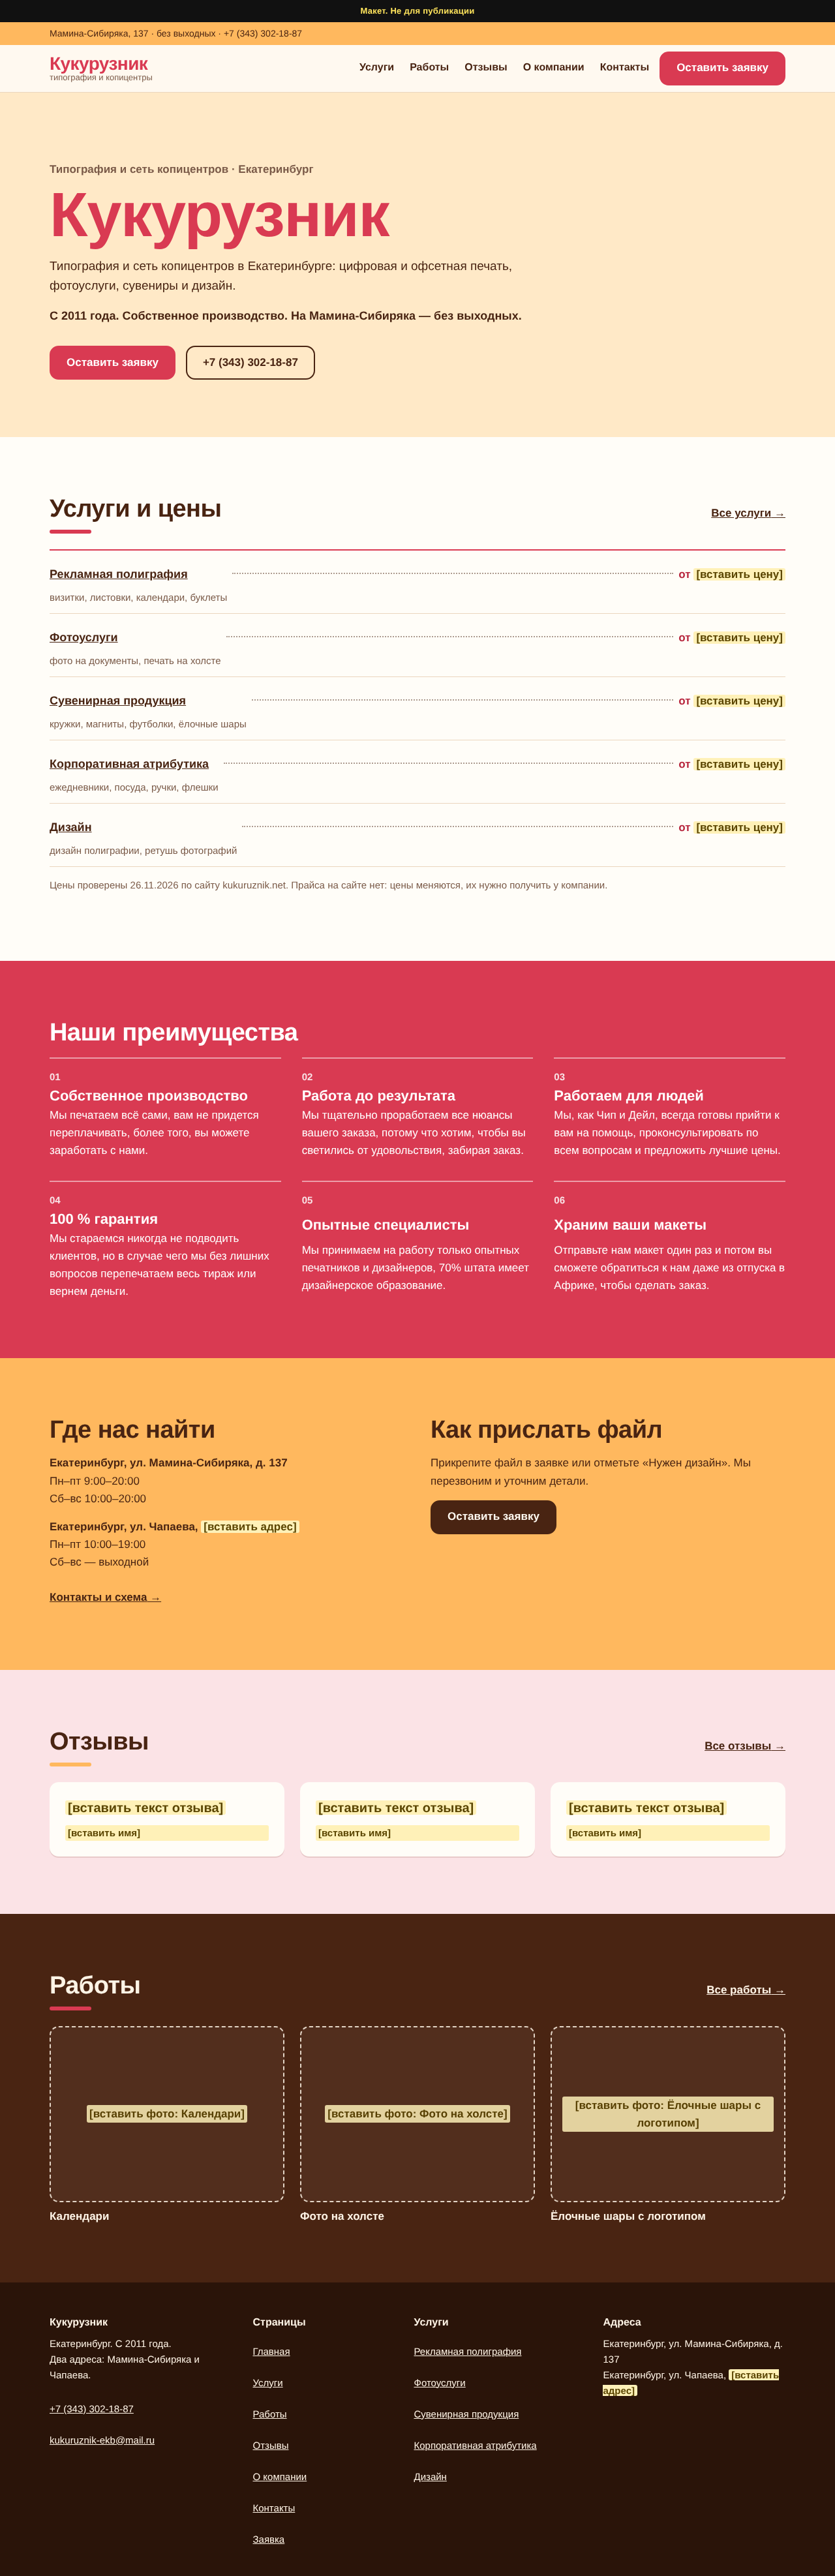 Макет. Не для публикации
Мамина-Сибиряка, 137 · без выходных · +7 (343) 302-18-87
Кукурузник
типография и копицентры
Услуги Работы Отзывы О компании Контакты Оставить заявку
Типография и сеть копицентров · Екатеринбург
Кукурузник
Типография и сеть копицентров в Екатеринбурге: цифровая и офсетная печать,
фотоуслуги, сувениры и дизайн.
С 2011 года. Собственное производство. На Мамина-Сибиряка — без выходных.
Оставить заявку +7 (343) 302-18-87
Услуги и цены
Все услуги →
Рекламная полиграфия от [вставить цену]
визитки, листовки, календари, буклеты
Фотоуслуги от [вставить цену]
фото на документы, печать на холсте
Сувенирная продукция от [вставить цену]
кружки, магниты, футболки, ёлочные шары
Корпоративная атрибутика от [вставить цену]
ежедневники, посуда, ручки, флешки
Дизайн от [вставить цену]
дизайн полиграфии, ретушь фотографий
Цены проверены 26.11.2026 по сайту kukuruznik.net. Прайса на сайте нет: цены меняются, их нужно получить у компании.
Наши преимущества
01
Собственное производство
Мы печатаем всё сами, вам не придется
переплачивать, более того, вы можете
заработать с нами.
02
Работа до результата
Мы тщательно проработаем все нюансы
вашего заказа, потому что хотим, чтобы вы
светились от удовольствия, забирая заказ.
03
Работаем для людей
Мы, как Чип и Дейл, всегда готовы прийти к
вам на помощь, проконсультировать по
всем вопросам и предложить лучшие цены.
04
100 % гарантия
Мы стараемся никогда не подводить
клиентов, но в случае чего мы без лишних
вопросов перепечатаем весь тираж или
вернем деньги.
05
Опытные специалисты
Мы принимаем на работу только опытных
печатников и дизайнеров, 70% штата имеет
дизайнерское образование.
06
Храним ваши макеты
Отправьте нам макет один раз и потом вы
сможете обратиться к нам даже из отпуска в
Африке, чтобы сделать заказ.
Где нас найти
Екатеринбург, ул. Мамина-Сибиряка, д. 137
Пн–пт 9:00–20:00
Сб–вс 10:00–20:00
Екатеринбург, ул. Чапаева, [вставить адрес]
Пн–пт 10:00–19:00
Сб–вс — выходной
Контакты и схема →
Как прислать файл
Прикрепите файл в заявке или отметьте «Нужен дизайн». Мы
перезвоним и уточним детали.
Оставить заявку
Отзывы
Все отзывы →
[вставить текст отзыва]
[вставить имя]
[вставить текст отзыва]
[вставить имя]
[вставить текст отзыва]
[вставить имя]
Работы
Все работы →
[вставить фото: Календари]
Календари
[вставить фото: Фото на холсте]
Фото на холсте
[вставить фото: Ёлочные шары с
логотипом]
Ёлочные шары с логотипом
Кукурузник
Екатеринбург. С 2011 года.
Два адреса: Мамина-Сибиряка и
Чапаева.
+7 (343) 302-18-87
kukuruznik-ekb@mail.ru
Страницы
Главная
Услуги
Работы
Отзывы
О компании
Контакты
Заявка
Услуги
Рекламная полиграфия
Фотоуслуги
Сувенирная продукция
Корпоративная атрибутика
Дизайн
Адреса
Екатеринбург, ул. Мамина-Сибиряка, д.
137
Екатеринбург, ул. Чапаева, [вставить
адрес]